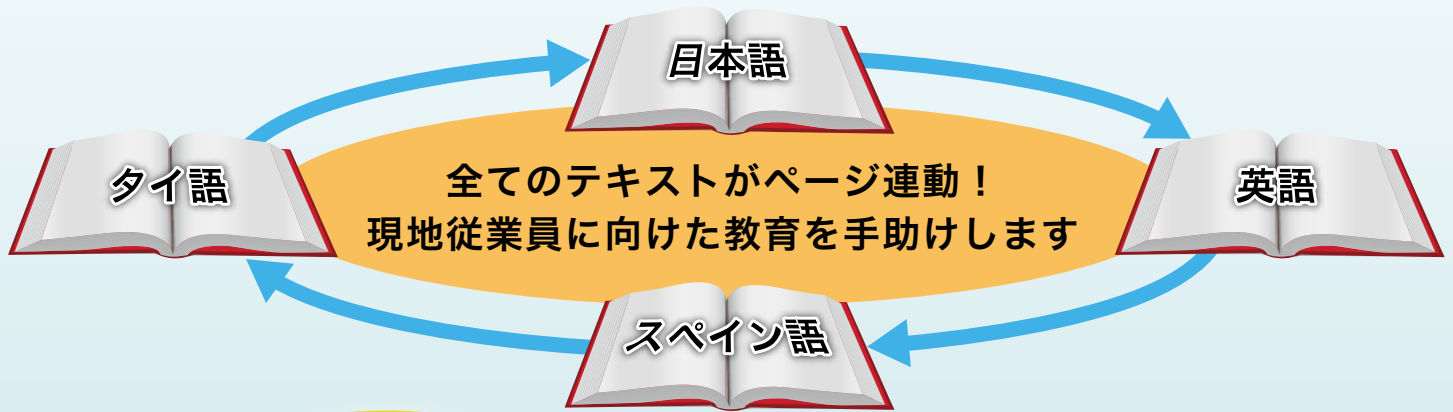 日本語
タイ語
全てのテキストがページ連動！
現地従業員に向けた教育を手助けします
英語
スペイン語